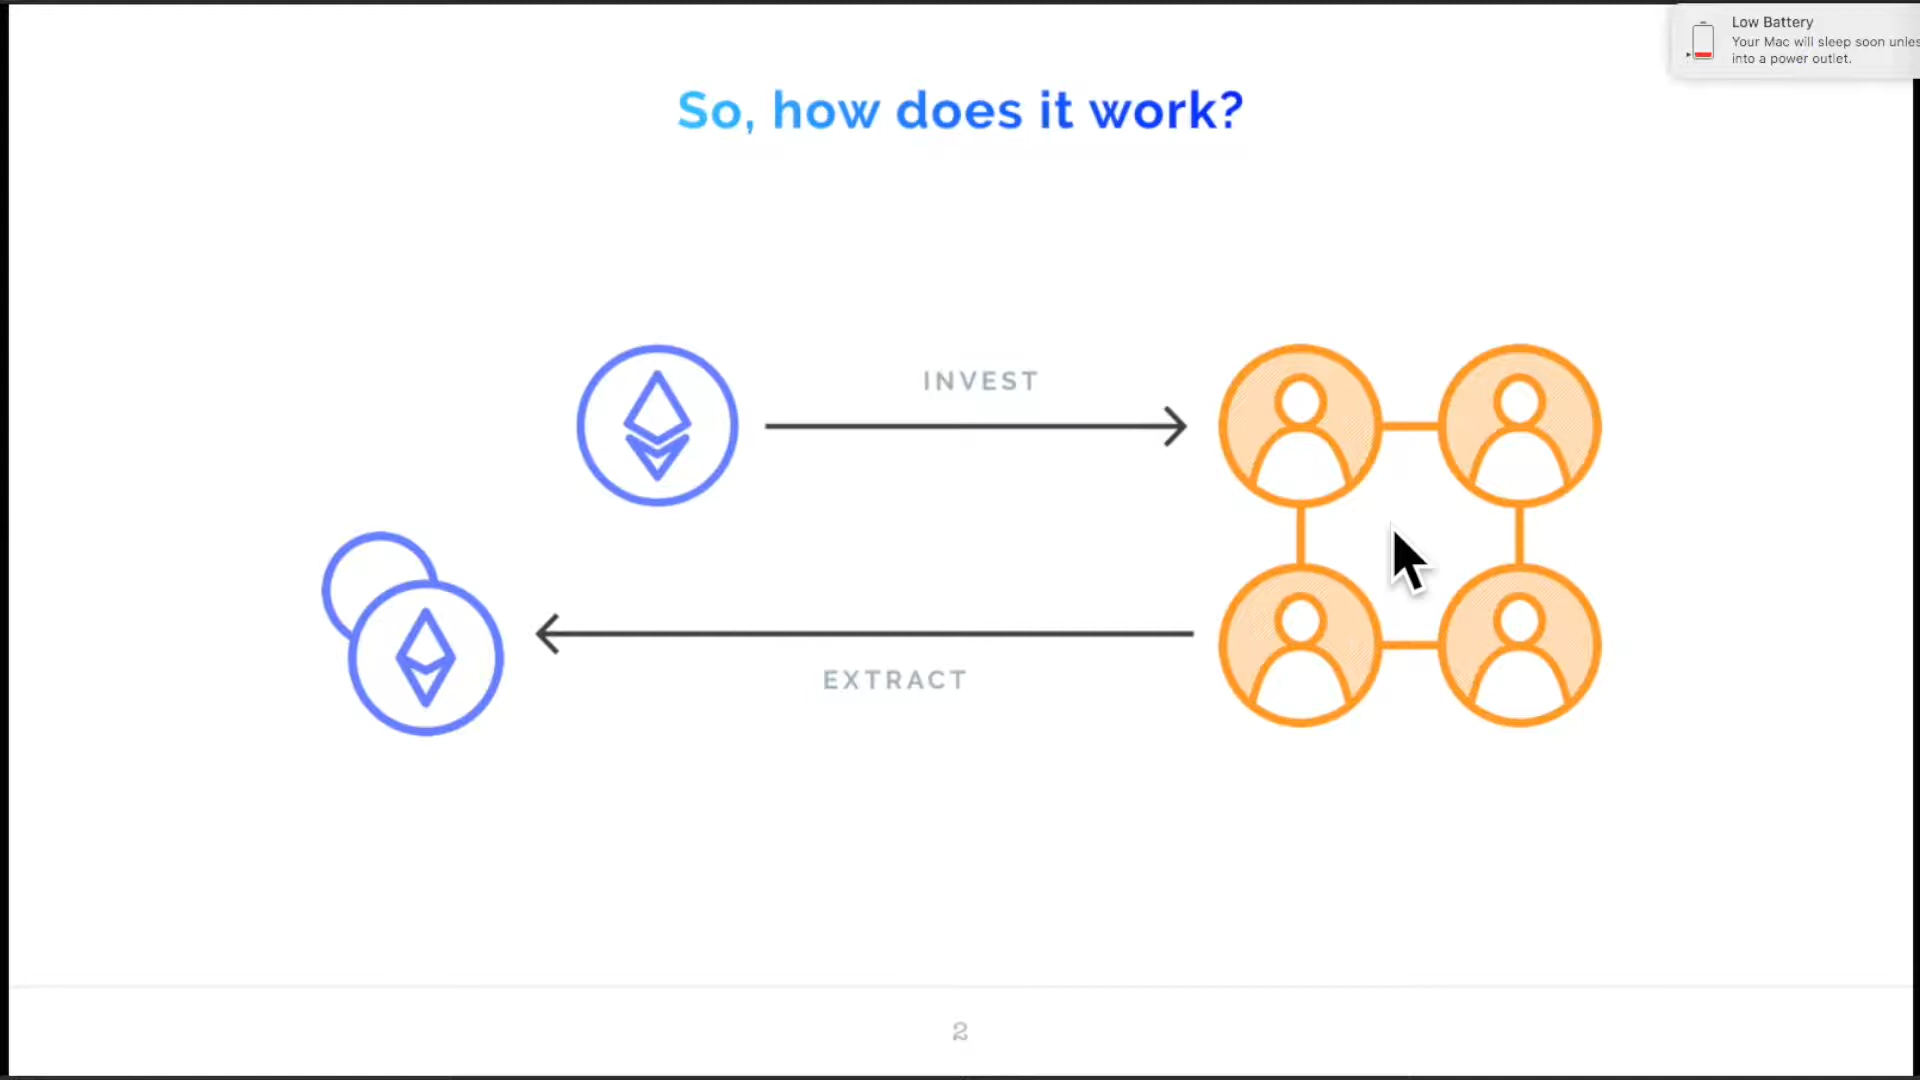 Low Battery
Your Mac will sleep soon
into a power outlet.
So, how does it work?
INVEST
EXTRACT
2